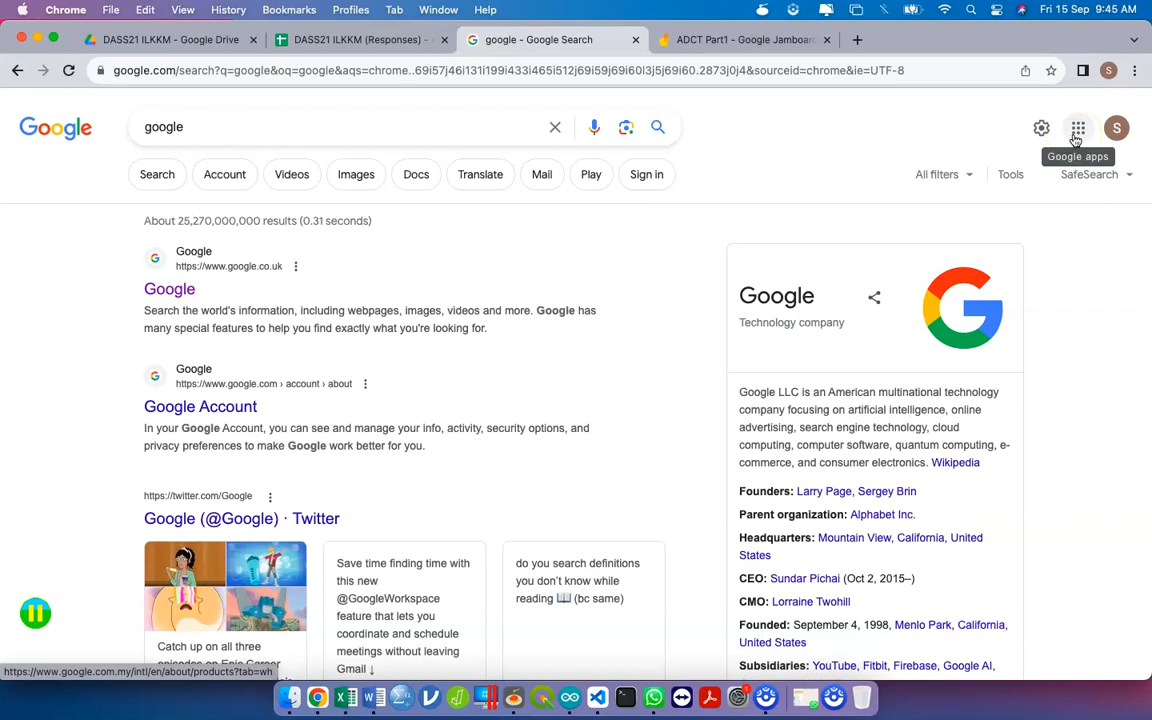 Chrome File Edit View History Bookmarks Profiles Tab Window Help Fri 15 Sep 9:45 AM
DASS21 ILKKM - Google Drive DASS21 ILKKM (Responses) - google - Google Search ADCT Part1 - Google Jamboard
google.com/search?q=google&oq=google&aqs=chrome..69i57j46i131i199i433i465i512j69i59j69i60l3j5j69i60.2873j0j4&sourceid=chrome&ie=UTF-8 S
Google google S
Google apps
Search Account Videos Images Docs Translate Mail Play Sign in All filters Tools SafeSearch
About 25,270,000,000 results (0.31 seconds)
Google
https://www.google.co.uk
Google
Search the world's information, including webpages, images, videos and more. Google has
many special features to help you find exactly what you're looking for.
Google
https://www.google.com › account › about
Google Account
In your Google Account, you can see and manage your info, activity, security options, and
privacy preferences to make Google work better for you.
https://twitter.com/Google
Google (@Google) · Twitter
Catch up on all three
Save time finding time with
this new
@GoogleWorkspace
feature that lets you
coordinate and schedule
meetings without leaving
Gmail ↓
do you search definitions
you don't know while
reading 📖 (bc same)
Google
Technology company
Google LLC is an American multinational technology
company focusing on artificial intelligence, online
advertising, search engine technology, cloud
computing, computer software, quantum computing, e-
commerce, and consumer electronics. Wikipedia
Founders: Larry Page, Sergey Brin
Parent organization: Alphabet Inc.
Headquarters: Mountain View, California, United
States
CEO: Sundar Pichai (Oct 2, 2015–)
CMO: Lorraine Twohill
Founded: September 4, 1998, Menlo Park, California,
United States
Subsidiaries: YouTube, Fitbit, Firebase, Google AI,
https://www.google.com.my/intl/en/about/products?tab=wh